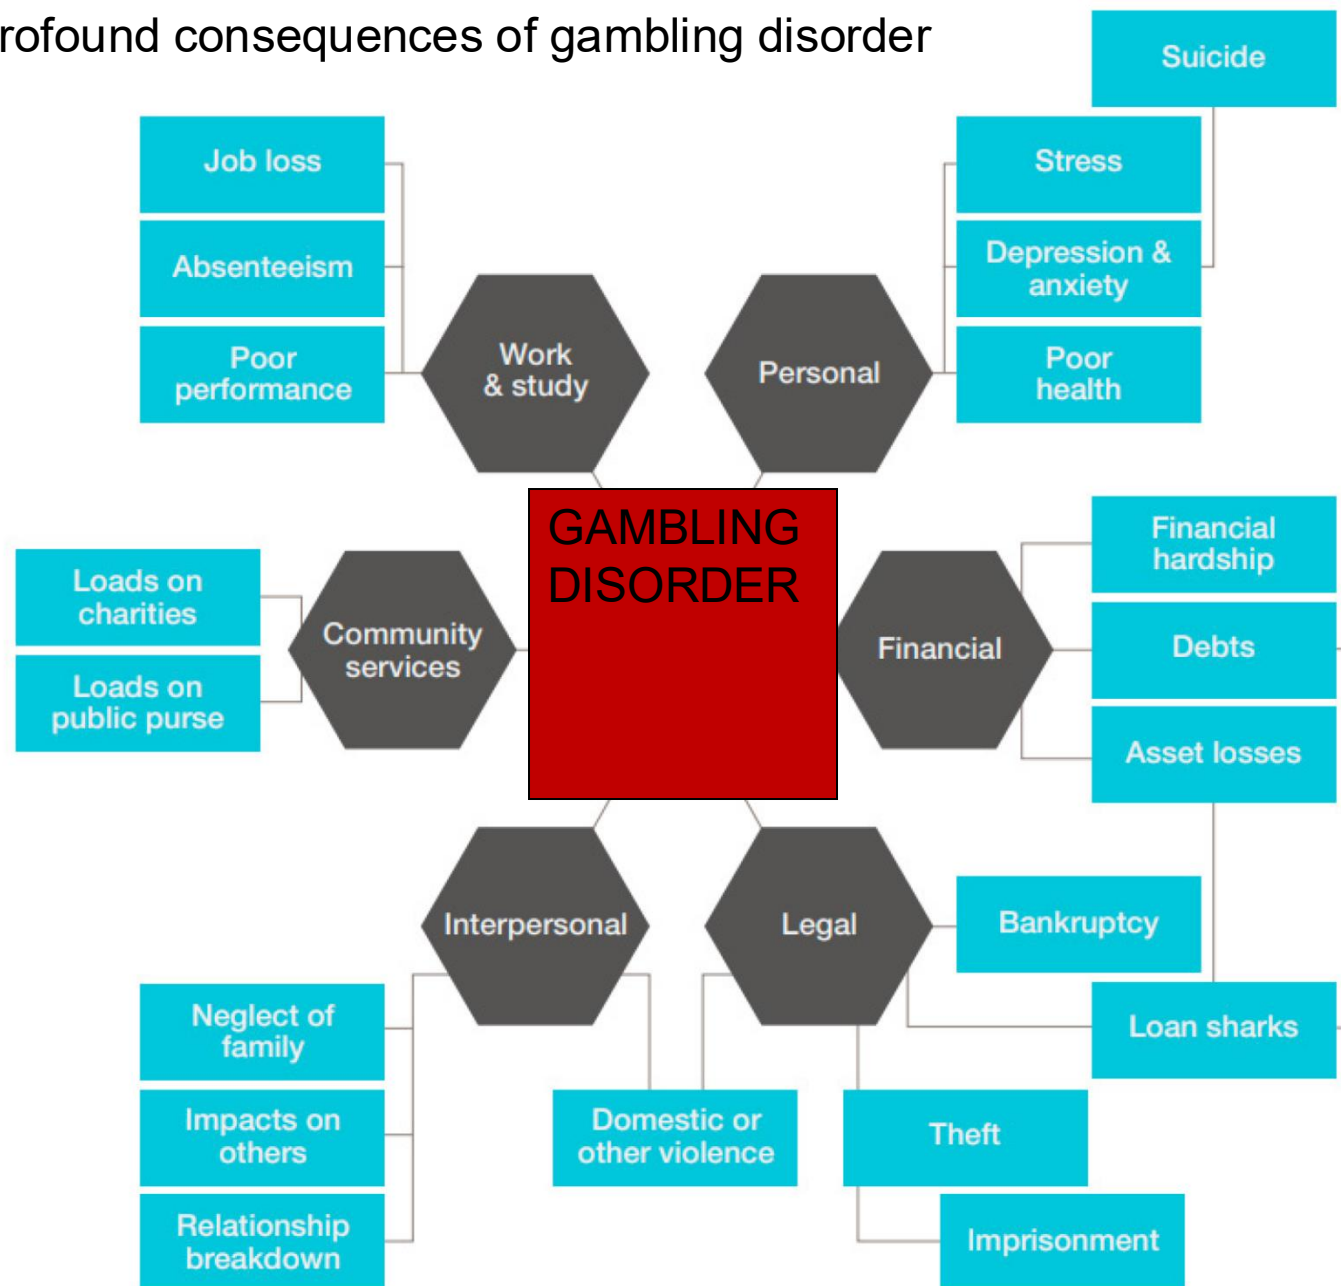 rofound consequences of gambling disorder
Suicide
Job loss
Stress
Absenteeism
Depression &
anxiety
Poor
performance
Work
& study
Personal
Poor
health
GAMBLING
DISORDER
Financial
hardship
Loads on
charities
Community
services
Financial
Debts
Loads on
public purse
Asset losses
Interpersonal
Legal
Bankruptcy
Neglect of
family
Loan sharks
Impacts on
others
Domestic or
other violence
Theft
Relationship
breakdown
Imprisonment